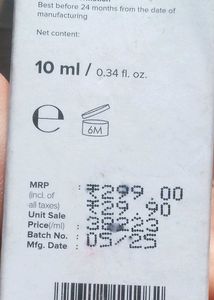 Best before 24 months from the date of
manufacturing
Net content:
10 ml / 0.34 fl. oz.
e
6M
MRP : ₹299.00
(incl. of
all taxes)
Unit Sale : ₹29.90
Price(/ml)
Batch No. :
Mfg. Date : 05/25